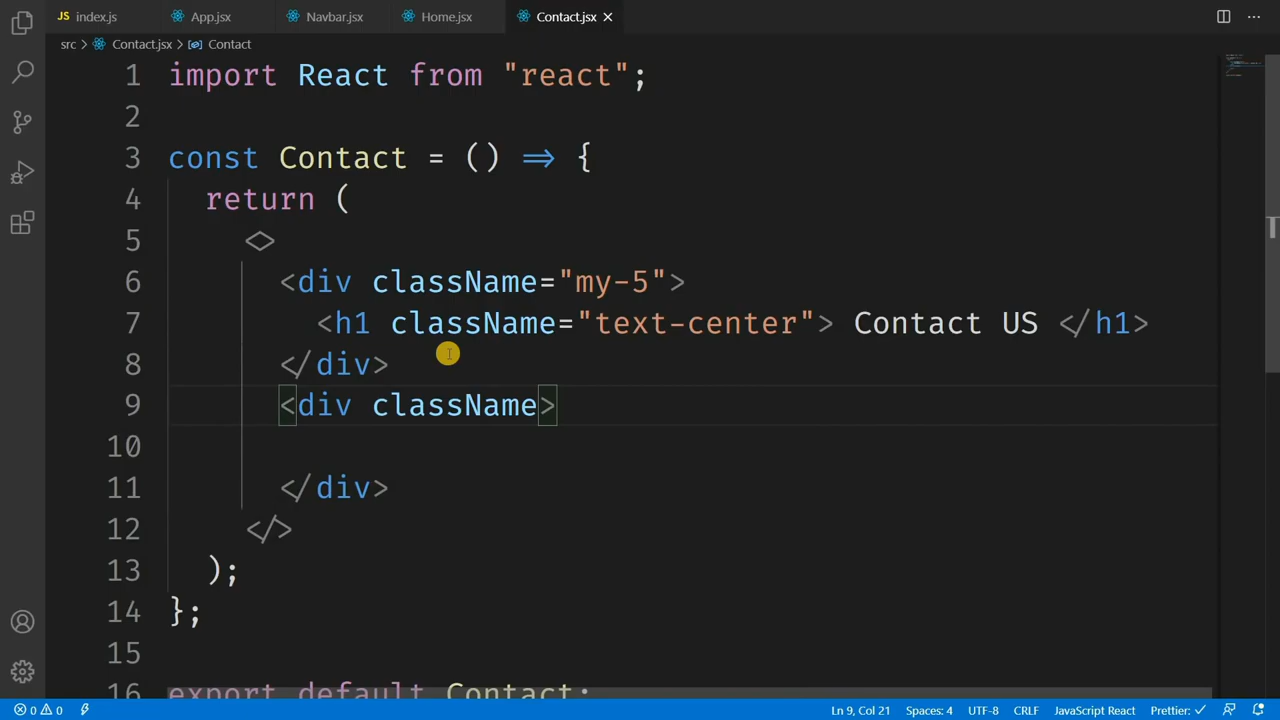 index.js App.jsx Navbar.jsx Home.jsx Contact.jsx
src > Contact.jsx > Contact
1 import React from "react";
2
3 const Contact = () => {
4 return (
5 <>
6 <div className="my-5">
7 <h1 className="text-center"> Contact US </h1>
8 </div>
9 <div className>
10
11 </div>
12 </>
13 );
14 };
15
16 export default Contact;
0 0 Ln 9, Col 21 Spaces: 4 UTF-8 CRLF JavaScript React Prettier: ✓